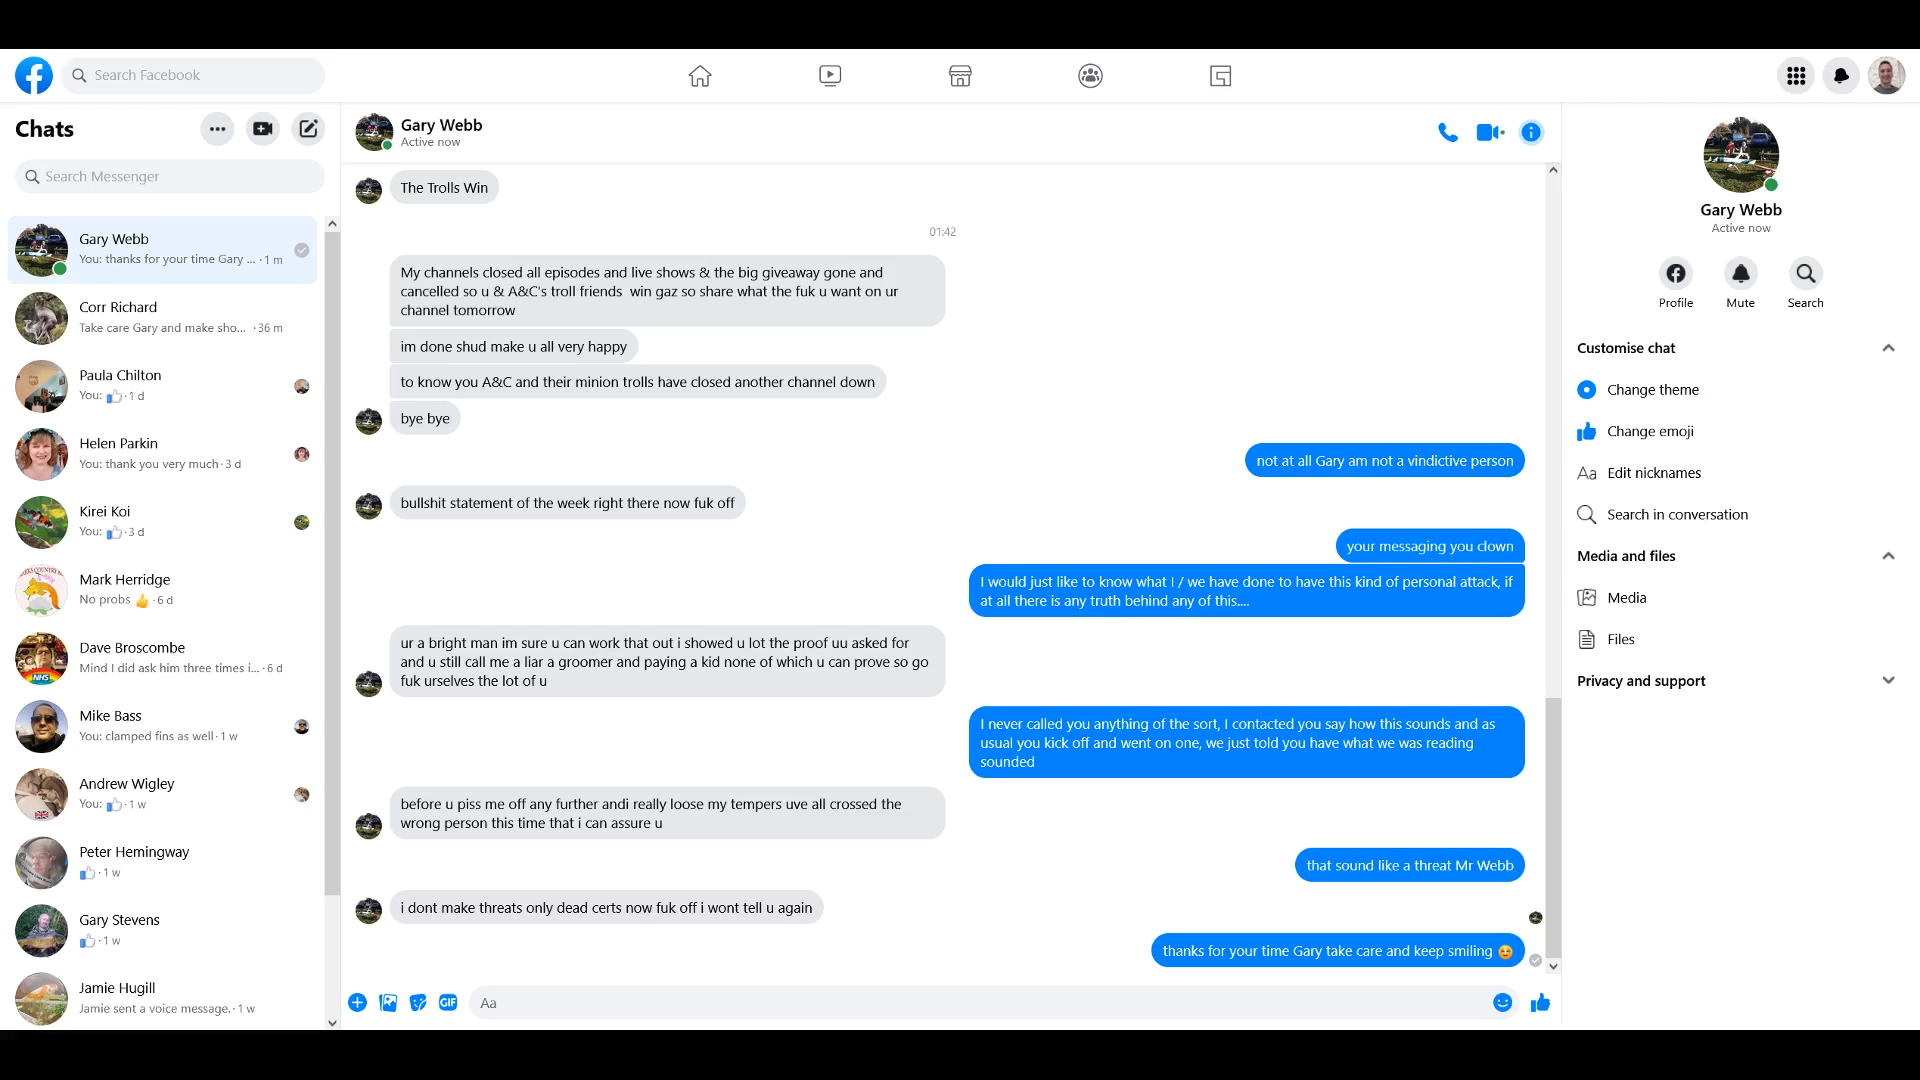 Search Facebook
Chats
Search Messenger
Gary Webb
You: thanks for your time Gary ... · 1 m
Corr Richard
Take care Gary and make sho... · 36 m
Paula Chilton
You: 👍 · 1 d
Helen Parkin
You: thank you very much · 3 d
Kirei Koi
You: 👍 · 3 d
Mark Herridge
No probs 👍 · 6 d
Dave Broscombe
Mind I did ask him three times i... · 6 d
NHS
Mike Bass
You: clamped fins as well · 1 w
Andrew Wigley
You: 👍 · 1 w
Peter Hemingway
👍 · 1 w
Gary Stevens
👍 · 1 w
Jamie Hugill
Jamie sent a voice message. · 1 w
Gary Webb
Active now
The Trolls Win
01:42
My channels closed all episodes and live shows & the big giveaway gone and
cancelled so u & A&C's troll friends  win gaz so share what the fuk u want on ur
channel tomorrow
im done shud make u all very happy
to know you A&C and their minion trolls have closed another channel down
bye bye
not at all Gary am not a vindictive person
bullshit statement of the week right there now fuk off
your messaging you clown
I would just like to know what I / we have done to have this kind of personal attack, if
at all there is any truth behind any of this....
ur a bright man im sure u can work that out i showed u lot the proof uu asked for
and u still call me a liar a groomer and paying a kid none of which u can prove so go
fuk urselves the lot of u
I never called you anything of the sort, I contacted you say how this sounds and as
usual you kick off and went on one, we just told you have what we was reading
sounded
before u piss me off any further andi really loose my tempers uve all crossed the
wrong person this time that i can assure u
that sound like a threat Mr Webb
i dont make threats only dead certs now fuk off i wont tell u again
thanks for your time Gary take care and keep smiling 😊
GIF
Aa
Gary Webb
Active now
Profile
Mute
Search
Customise chat
Change theme
Change emoji
Aa Edit nicknames
Search in conversation
Media and files
Media
Files
Privacy and support